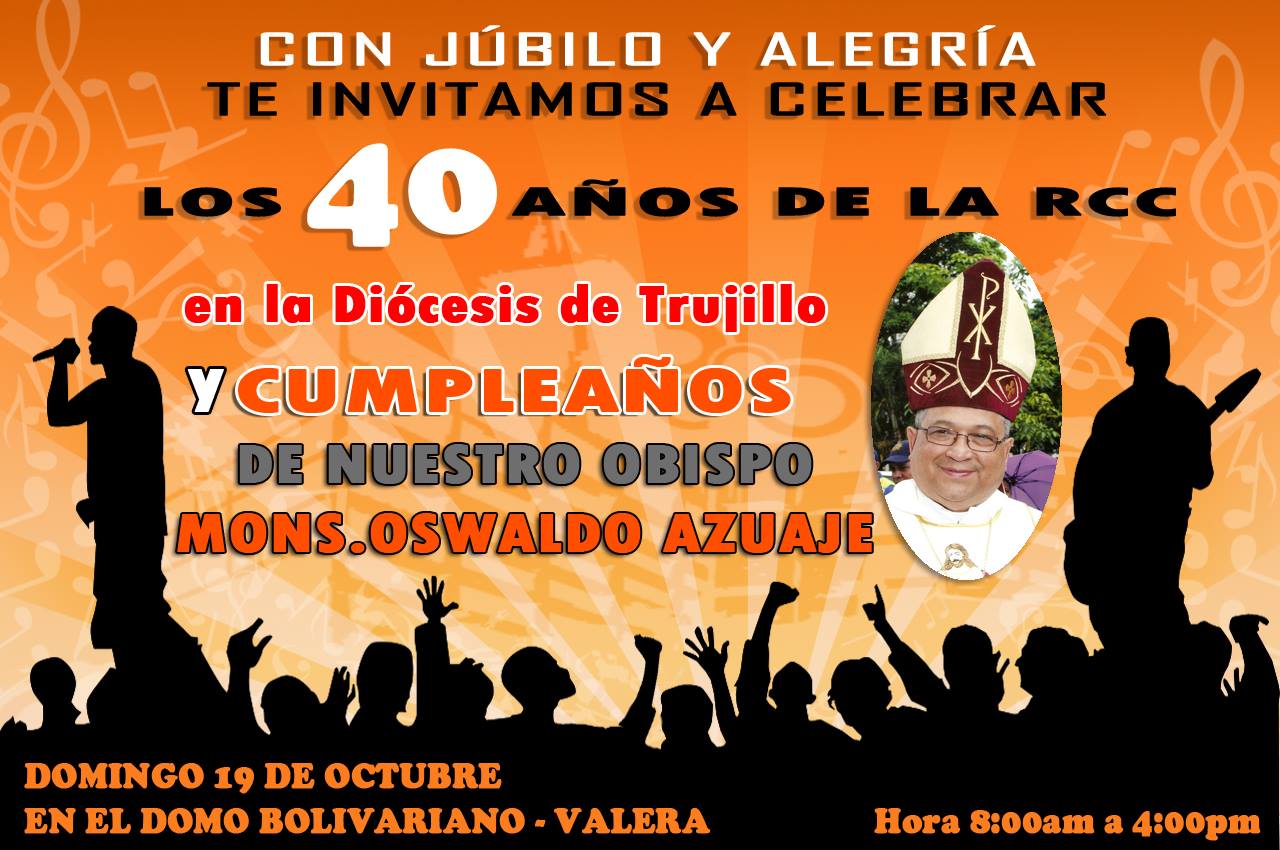 CON JÚBILO Y ALEGRÍA
TE INVITAMOS A CELEBRAR
LOS 40 AÑOS DE LA RCC
en la Diócesis de Trujillo
Y CUMPLEAÑOS
DE NUESTRO OBISPO
MONS.OSWALDO AZUAJE
DOMINGO 19 DE OCTUBRE
EN EL DOMO BOLIVARIANO - VALERA
Hora 8:00am a 4:00pm